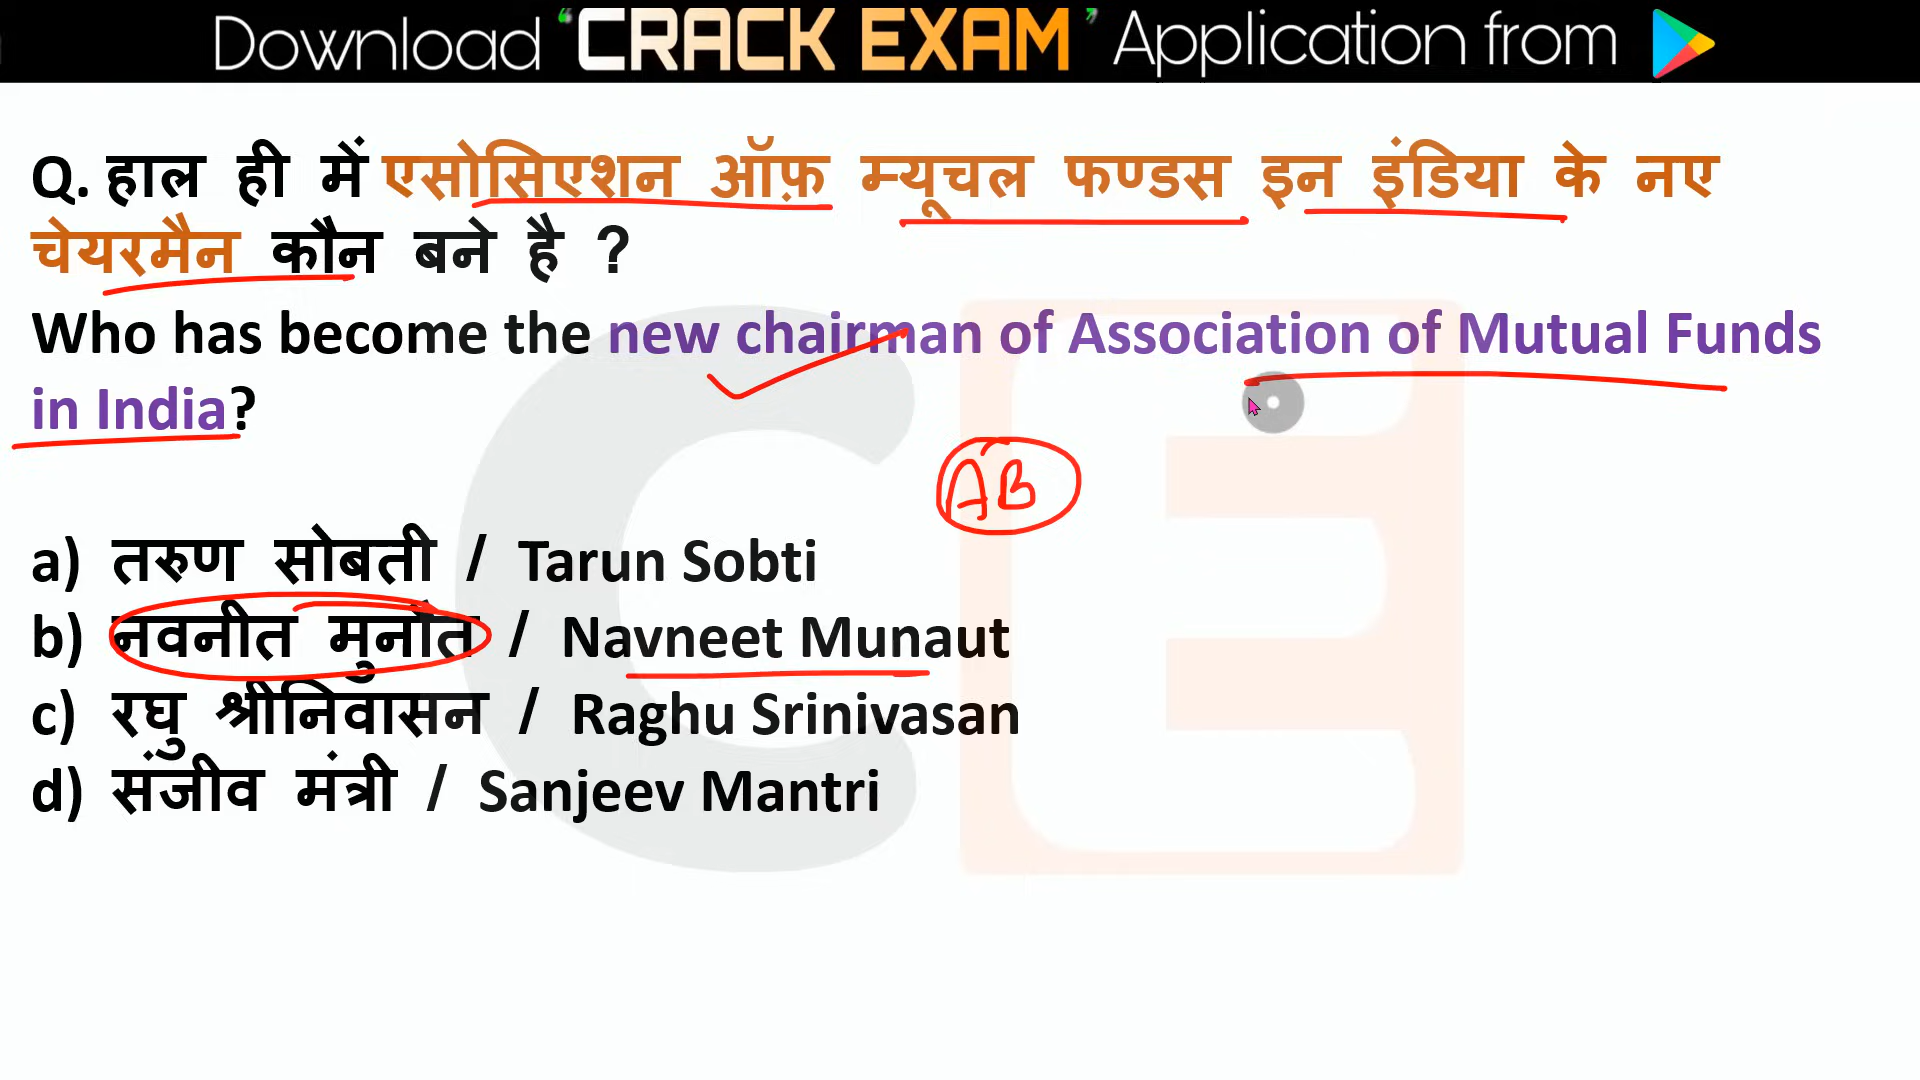 Download ‘CRACK EXAM’ Application from
Q. हाल ही में एसोसिएशन ऑफ़ म्यूचल फण्डस इन इंडिया के नए
चेयरमैन कौन बने है ?
Who has become the new chairman of Association of Mutual Funds
in India?
AB
a) तरुण सोबती / Tarun Sobti
b) नवनीत मुनोत / Navneet Munaut
c) रघु श्रीनिवासन / Raghu Srinivasan
d) संजीव मंत्री / Sanjeev Mantri